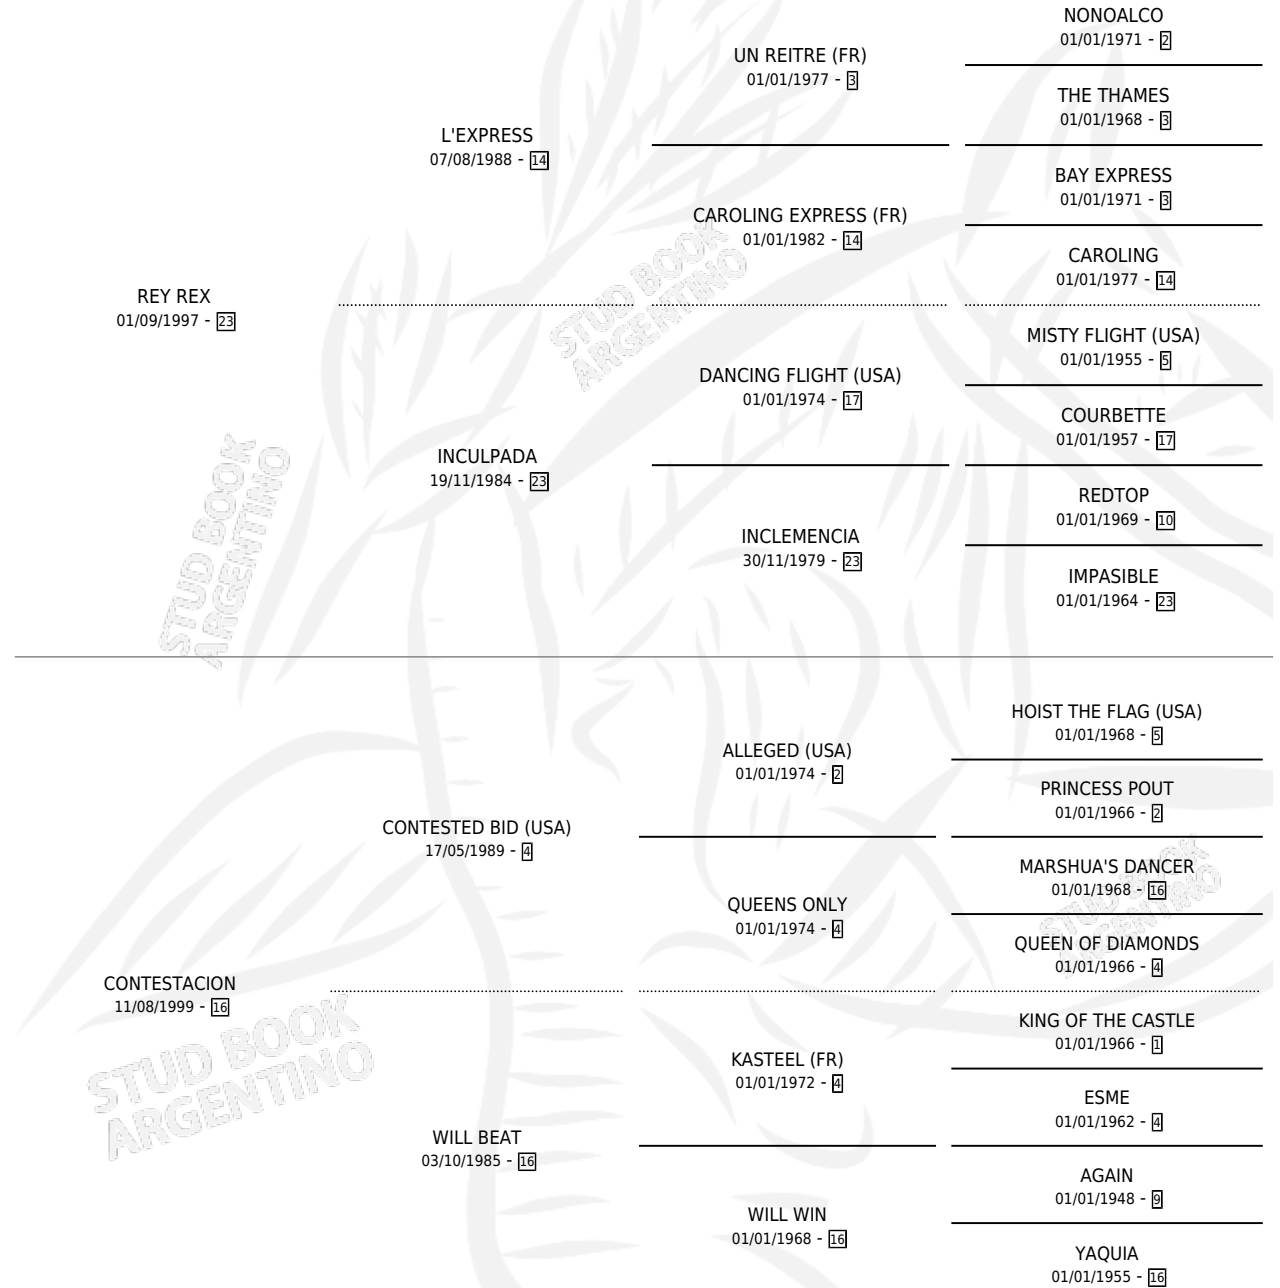 NONOALCO
01/01/1971 - 2
UN REITRE (FR)
01/01/1977 - 3
THE THAMES
01/01/1968 - 3
L'EXPRESS
07/08/1988 - 14
BAY EXPRESS
01/01/1971 - 3
CAROLING EXPRESS (FR)
01/01/1982 - 14
CAROLING
01/01/1977 - 14
REY REX
01/09/1997 - 23
STUD BOOK
ARGENTINO
MISTY FLIGHT (USA)
01/01/1955 - 5
DANCING FLIGHT (USA)
01/01/1974 - 17
COURBETTE
01/01/1957 - 17
INCULPADA
19/11/1984 - 23
REDTOP
01/01/1969 - 10
INCLEMENCIA
30/11/1979 - 23
IMPASIBLE
01/01/1964 - 23
STUD BOOK
ARGENTINO
HOIST THE FLAG (USA)
01/01/1968 - 5
ALLEGED (USA)
01/01/1974 - 2
PRINCESS POUT
01/01/1966 - 2
CONTESTED BID (USA)
17/05/1989 - 4
MARSHUA'S DANCER
01/01/1968 - 16
QUEENS ONLY
01/01/1974 - 4
STUD BOOK
ARGENTINO
QUEEN OF DIAMONDS
01/01/1966 - 4
CONTESTACION
11/08/1999 - 16
KING OF THE CASTLE
01/01/1966 - 1
KASTEEL (FR)
01/01/1972 - 4
STUD BOOK
ARGENTINO
ESME
01/01/1962 - 4
WILL BEAT
03/10/1985 - 16
AGAIN
01/01/1948 - 9
WILL WIN
01/01/1968 - 16
YAQUIA
01/01/1955 - 16